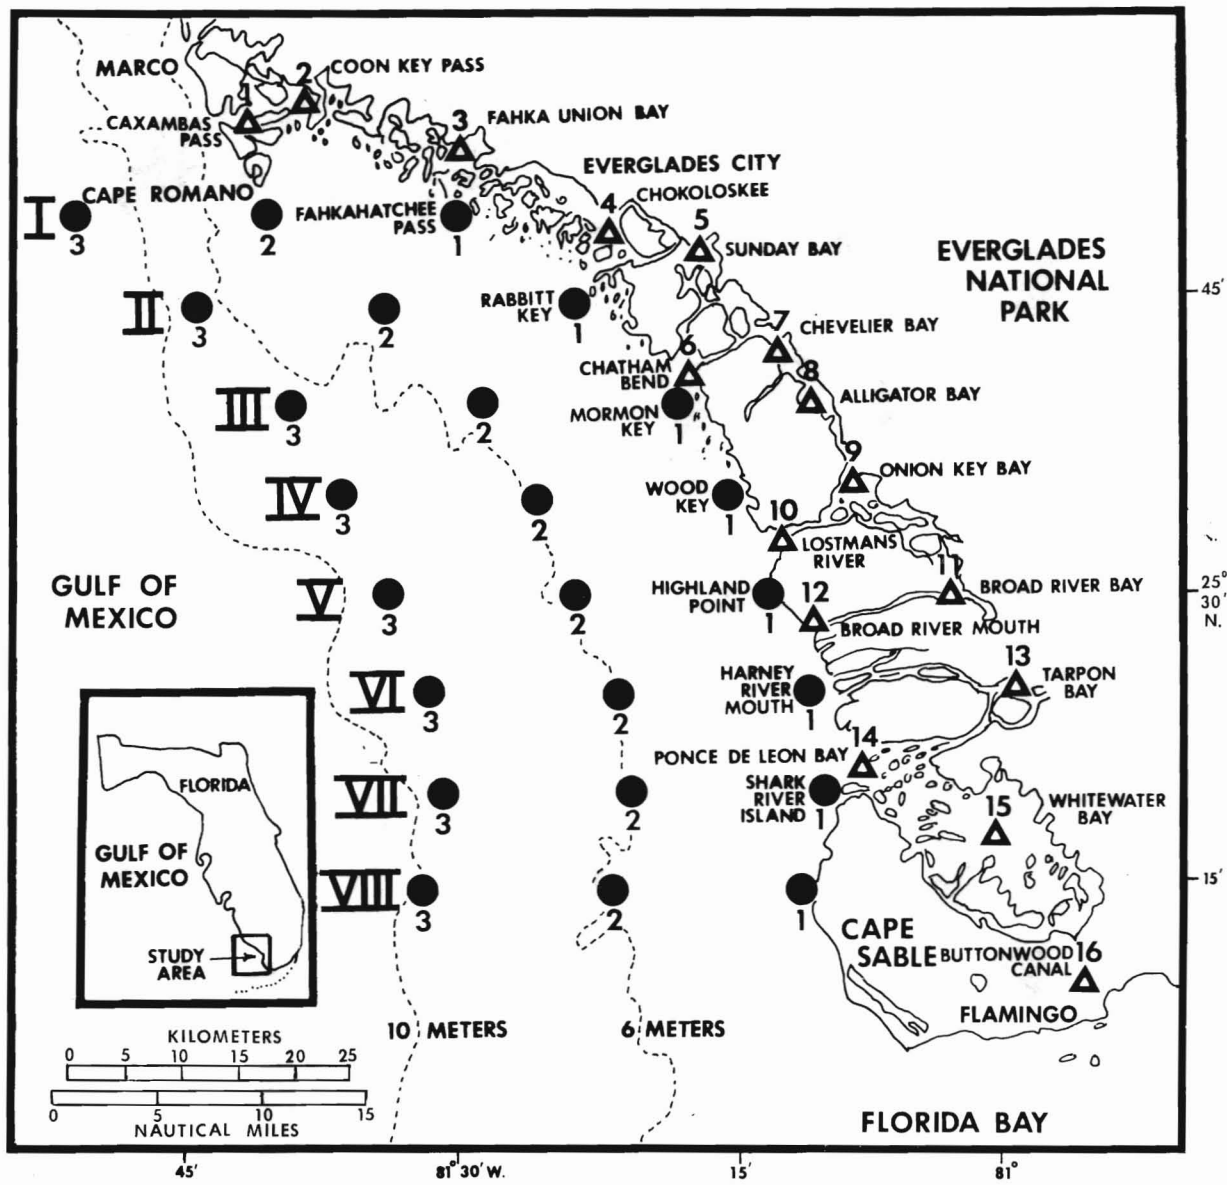 MARCO
2
COON KEY PASS
1
CAXAMBAS
PASS
3
FAHKA UNION BAY
EVERGLADES CITY
CHOKOLOSKEE
4
5
SUNDAY BAY
CAPE ROMANO
I
3
2
FAHKAHATCHEE
PASS
1
EVERGLADES
NATIONAL
PARK
45'
II
3
2
RABBITT
KEY
1
7
CHEVELIER BAY
6
CHATHAM
BEND
8
ALLIGATOR BAY
III
3
2
MORMON
KEY
1
9
ONION KEY BAY
IV
3
2
WOOD
KEY
1
10
LOSTMANS
RIVER
11
BROAD RIVER BAY
25°
30'
N.
GULF OF
MEXICO
V
3
2
HIGHLAND
POINT
1
12
BROAD RIVER MOUTH
13
TARPON
BAY
VI
3
2
HARNEY
RIVER
MOUTH
1
14
PONCE DE LEON BAY
VII
3
2
SHARK
RIVER
ISLAND
1
15
WHITEWATER
BAY
15'
VIII
3
2
1
CAPE
SABLE
BUTTONWOOD
CANAL
16
FLAMINGO
FLORIDA
GULF OF
MEXICO
STUDY
AREA
10 METERS
6 METERS
KILOMETERS
0 5 10 15 20 25
0 5 10 15
NAUTICAL MILES
FLORIDA BAY
45'
81° 30' W.
15'
81°